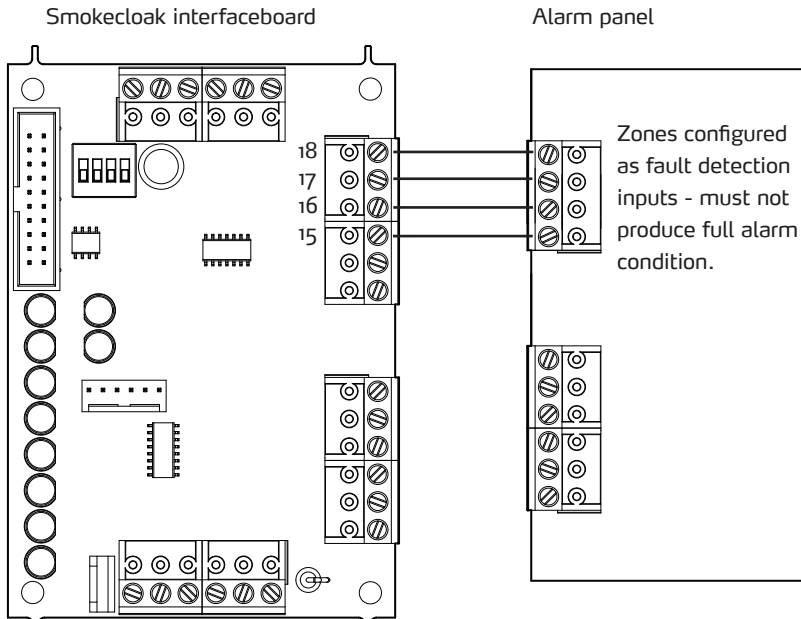 Smokecloak interfaceboard
Alarm panel
18
17
16
15
Zones configured
as fault detection
inputs - must not
produce full alarm
condition.